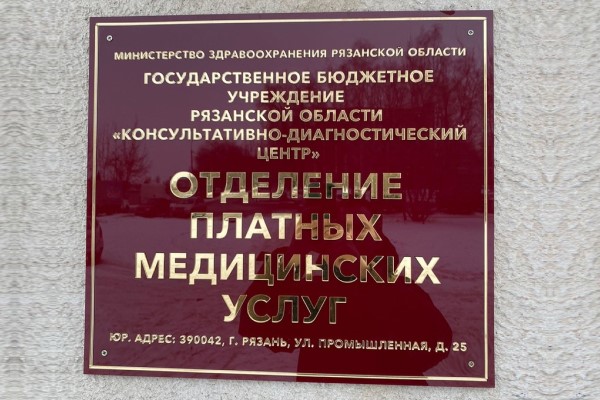 МИНИСТЕРСТВО ЗДРАВООХРАНЕНИЯ РЯЗАНСКОЙ ОБЛАСТИ
ГОСУДАРСТВЕННОЕ БЮДЖЕТНОЕ
УЧРЕЖДЕНИЕ
РЯЗАНСКОЙ ОБЛАСТИ
«КОНСУЛЬТАТИВНО-ДИАГНОСТИЧЕСКИЙ
ЦЕНТР»
ОТДЕЛЕНИЕ
ПЛАТНЫХ
МЕДИЦИНСКИХ
УСЛУГ
ЮР. АДРЕС: 390042, Г. РЯЗАНЬ, УЛ. ПРОМЫШЛЕННАЯ, Д. 25